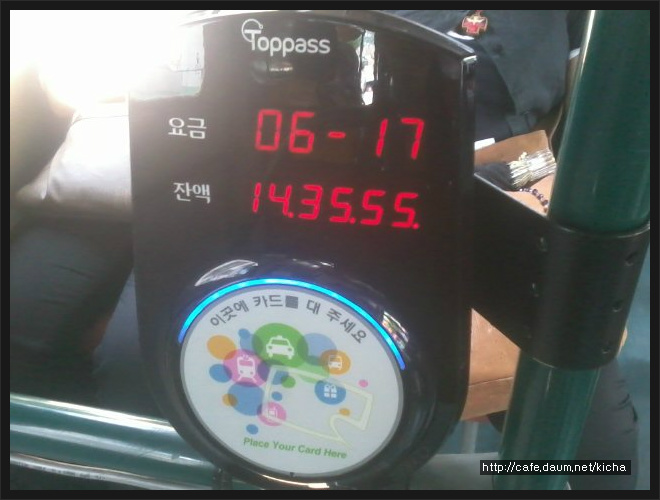 Toppass
요금 06-17
잔액 14.35.55.
이곳에 카드를 대 주세요
Place Your Card Here
http://cafe.daum.net/kicha